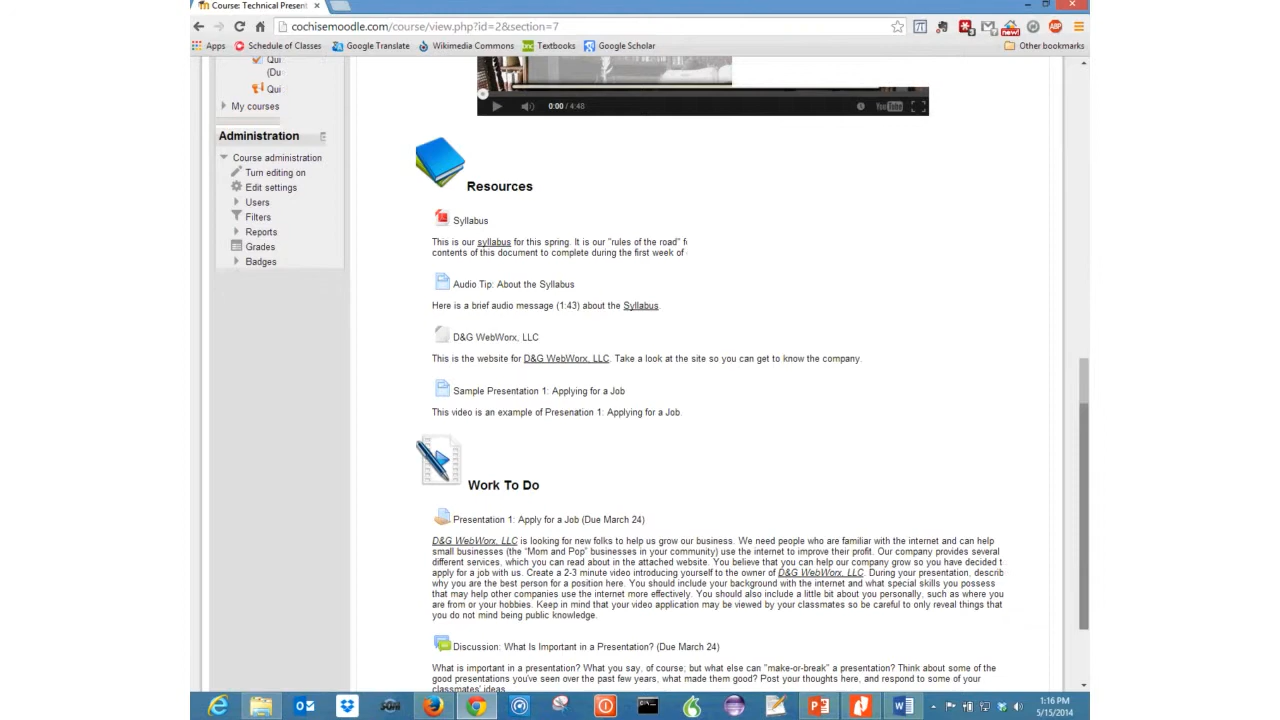 Course: Technical Present
cochisemoodle.com/course/view.php?id=2&section=7
Apps Schedule of Classes Google Translate Wikimedia Commons Textbooks Google Scholar Other bookmarks
Qui
(Du
Qui
My courses
Administration
Course administration
Turn editing on
Edit settings
Users
Filters
Reports
Grades
Badges
0:00 / 4:48 YouTube
Resources
Syllabus
This is our syllabus for this spring. It is our "rules of the road" f
contents of this document to complete during the first week of
Audio Tip: About the Syllabus
Here is a brief audio message (1:43) about the Syllabus.
D&G WebWorx, LLC
This is the website for D&G WebWorx, LLC. Take a look at the site so you can get to know the company.
Sample Presentation 1: Applying for a Job
This video is an example of Presenation 1: Applying for a Job.
Work To Do
Presentation 1: Apply for a Job (Due March 24)
D&G WebWorx, LLC is looking for new folks to help us grow our business. We need people who are familiar with the internet and can help
small businesses (the “Mom and Pop” businesses in your community) use the internet to improve their profit. Our company provides several
different services, which you can read about in the attached website. You believe that you can help our company grow so you have decided t
apply for a job with us. Create a 2-3 minute video introducing yourself to the owner of D&G WebWorx, LLC. During your presentation, describ
why you are the best person for a position here. You should include your background with the internet and what special skills you possess
that may help other companies use the internet more effectively. You should also include a little bit about you personally, such as where you
are from or your hobbies. Keep in mind that your video application may be viewed by your classmates so be careful to only reveal things that
you do not mind being public knowledge.
Discussion: What Is Important in a Presentation? (Due March 24)
What is important in a presentation? What you say, of course; but what else can "make-or-break" a presentation? Think about some of the
good presentations you've seen over the past few years, what made them good? Post your thoughts here, and respond to some of your
classmates' ideas.
1:16 PM
5/15/2014